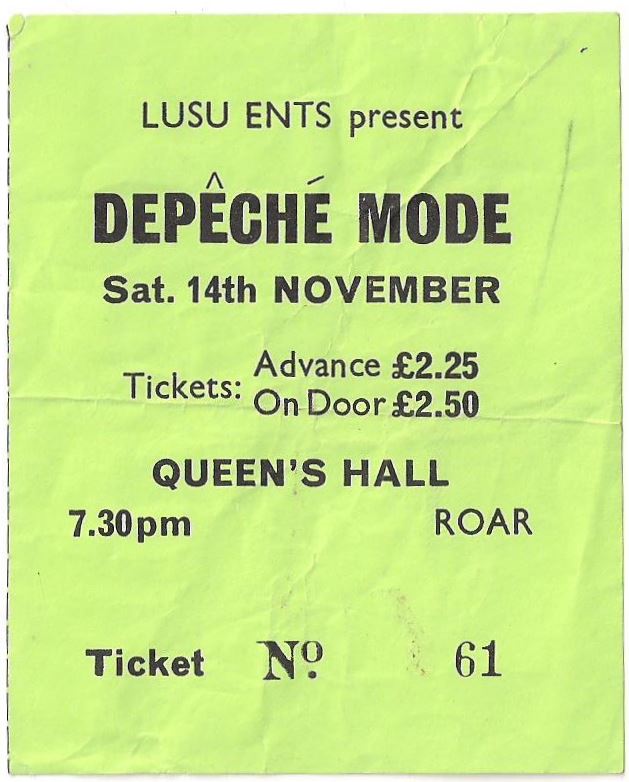 LUSU ENTS present
DEPÊCHÉ MODE
Sat. 14th NOVEMBER
Tickets: Advance £2.25
On Door £2.50
QUEEN'S HALL
7.30pm ROAR
Ticket Nº. 61